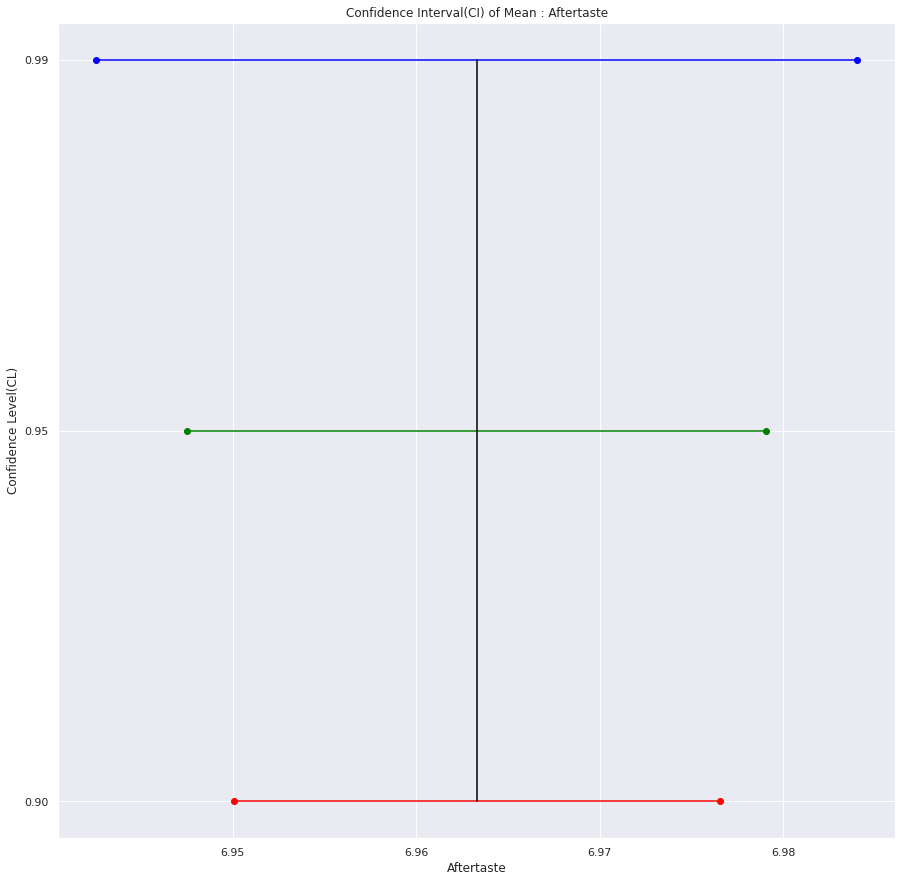 Confidence Interval(CI) of Mean : Aftertaste
0.99
0.95
0.90
Confidence Level(CL)
6.95 6.96 6.97 6.98
Aftertaste